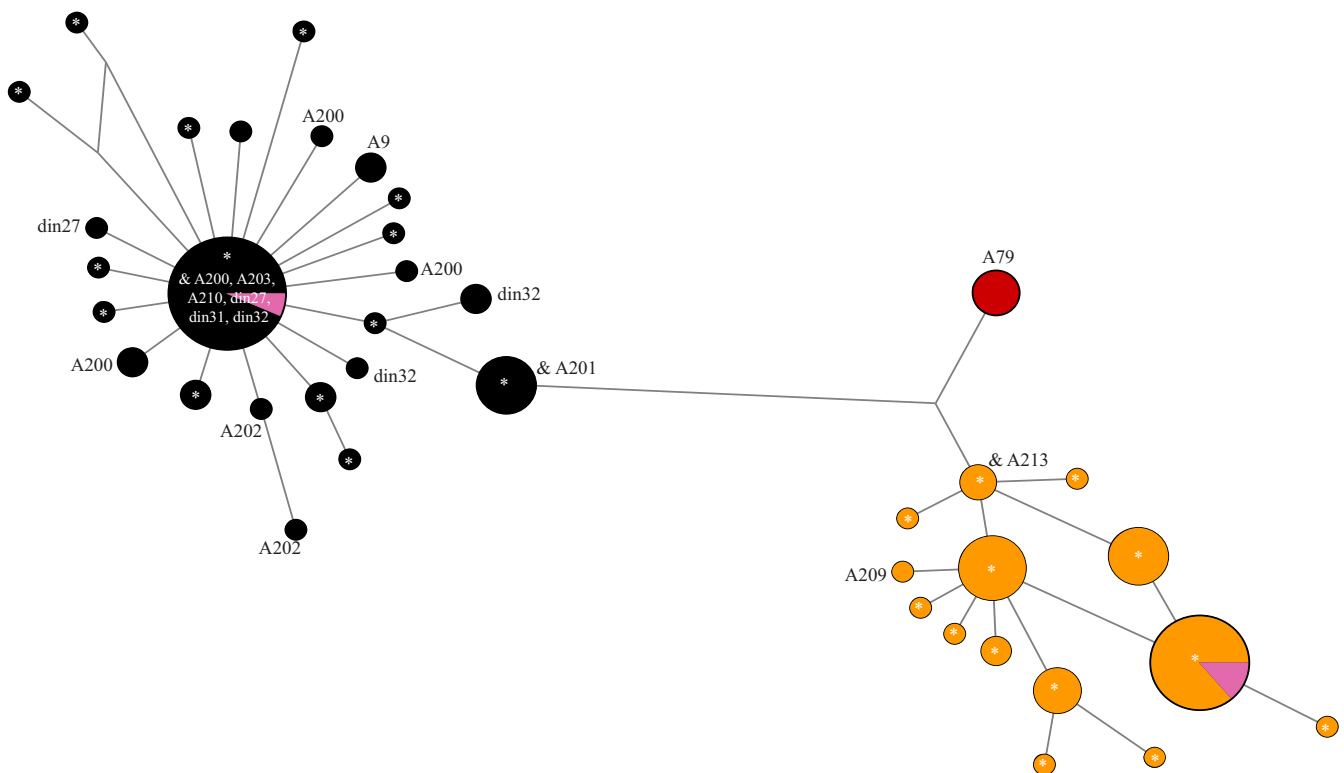 *
*
*
*
A200
A9
*
din27
*
A200
*
*
& A200, A203,
A210, din27,
din31, din32
A79
din32
*
*
A200
din32
*
& A201
*
*
A202
*
A202
& A213
*
*
*
*
A209
*
*
*
*
*
*
*
*
*